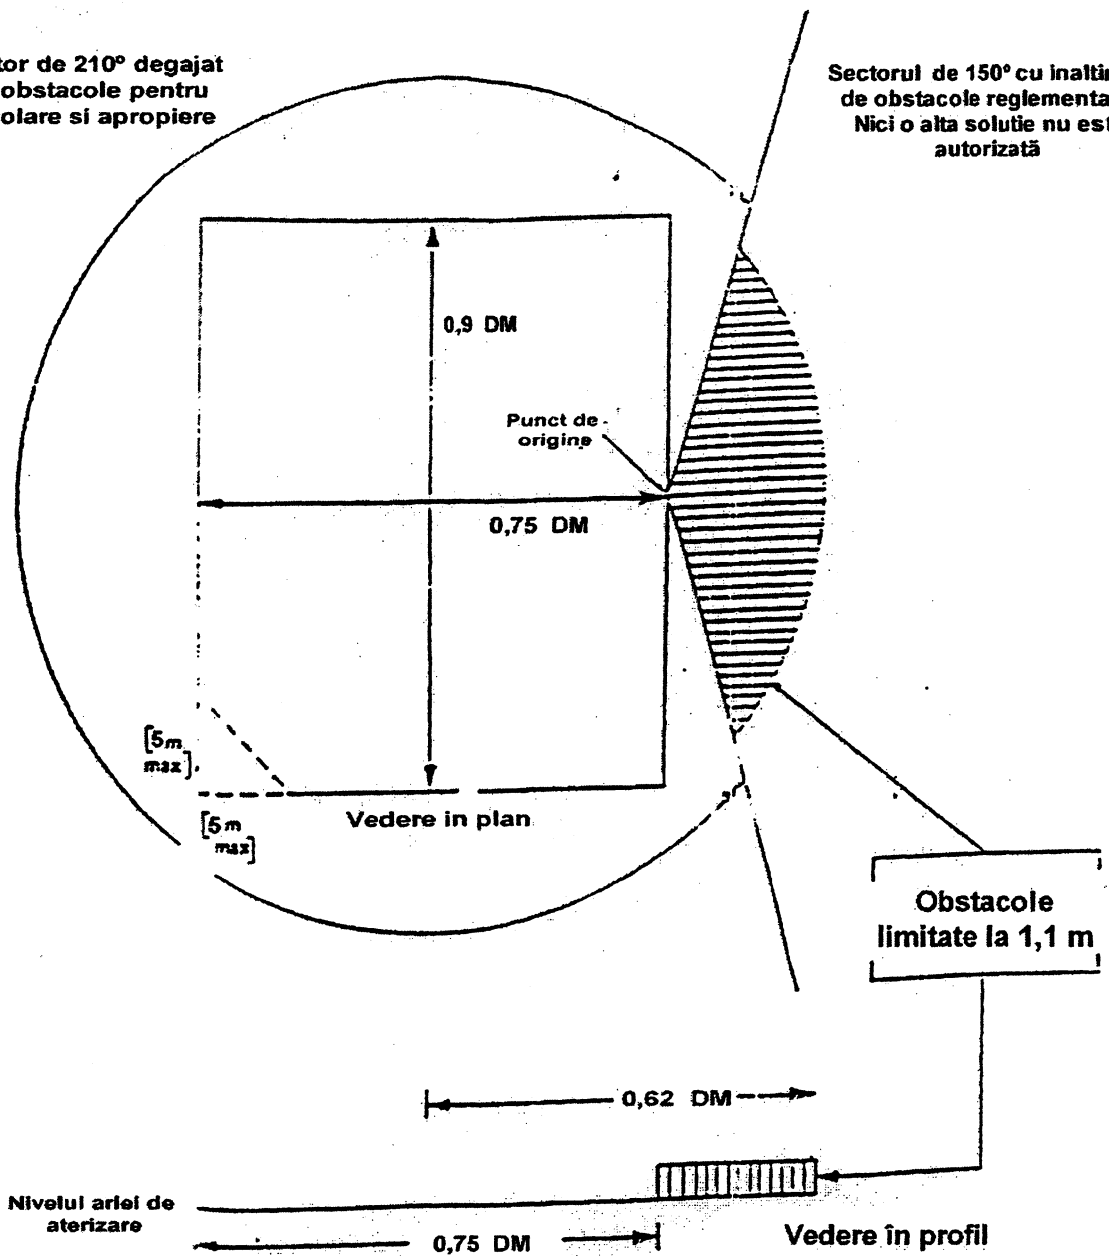 tor de 210° degajat
obstacole pentru
olare si apropiere
Sectorul de 150° cu inaltim
de obstacole reglementa
Nici o alta solutie nu est
autorizată
0,9 DM
Punct de
origine
0,75 DM
[5m
max]
[5m
max]
Vedere in plan
Obstacole
limitate la 1,1 m
0,62 DM
Nivelul ariei de
aterizare
0,75 DM
Vedere în profil